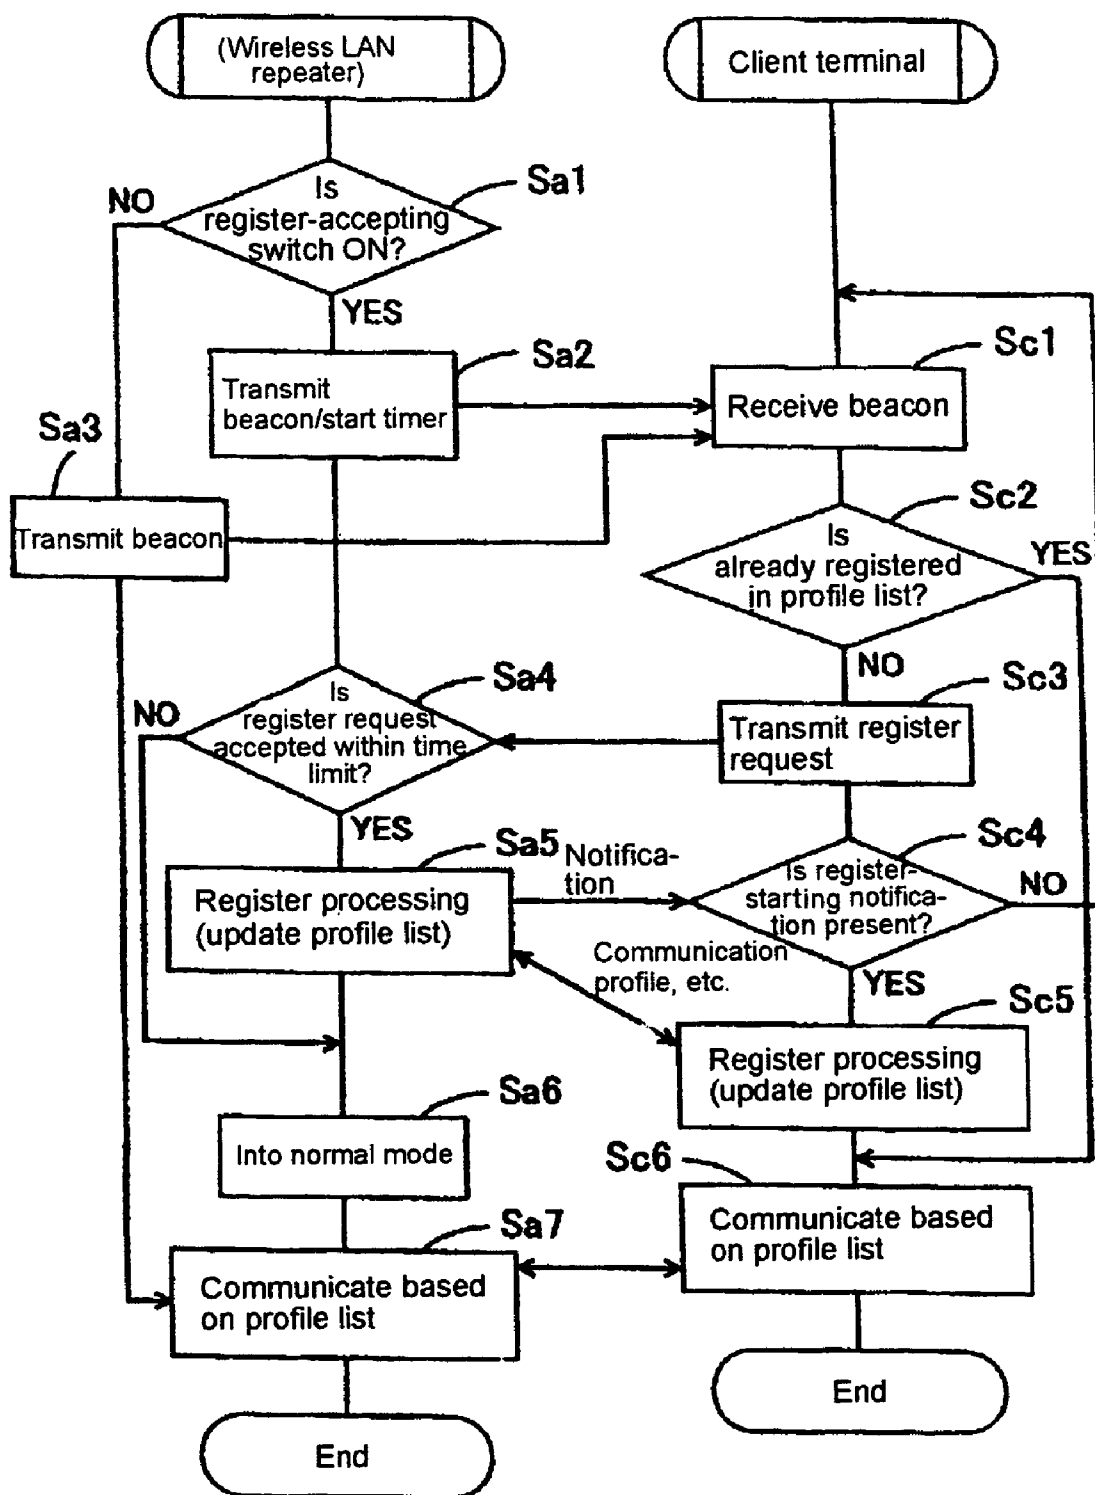 (Wireless LAN
repeater)
Client terminal
Sa1
NO
Is
register-accepting
switch ON?
YES
Sa2
Transmit
beacon/start timer
Sc1
Receive beacon
Sa3
Transmit beacon
Sc2
Is
already registered
in profile list?
YES
NO
Sa4
NO
Is
register request
accepted within time
limit?
YES
Sc3
Transmit register
request
Sa5
Register processing
(update profile list)
Notifica-
tion
Sc4
Is register-
starting notifica-
tion present?
NO
YES
Communication
profile, etc.
Sc5
Register processing
(update profile list)
Sa6
Into normal mode
Sc6
Communicate based
on profile list
Sa7
Communicate based
on profile list
End
End